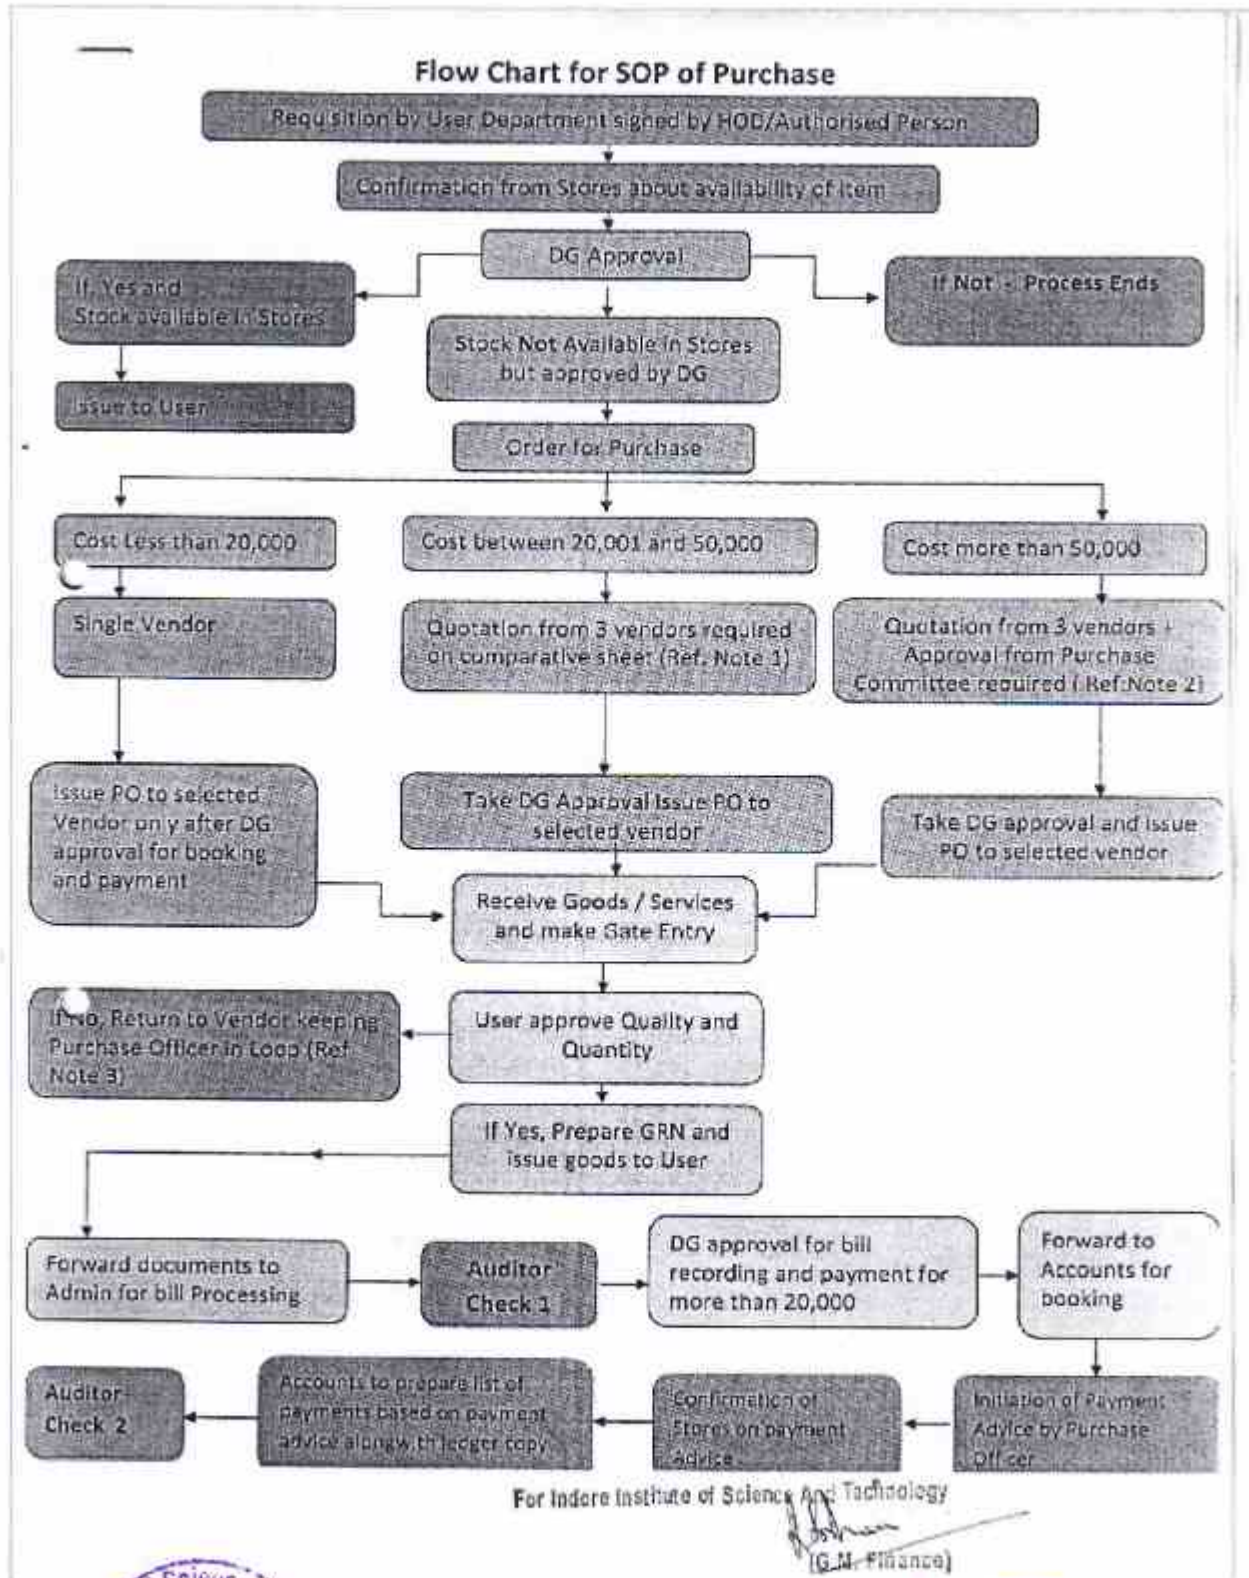 Flow Chart for SOP of Purchase
Requisition by User Department signed by HOD/Authorised Person
Confirmation from Stores about availability of item
DG Approval
If, Yes and
Stock available in Stores
If Not - Process Ends
Stock Not Available in Stores
but approved by DG
Issue to User
Order for Purchase
Cost Less than 20,000
Cost between 20,001 and 50,000
Cost more than 50,000
Single Vendor
Quotation from 3 vendors required
on comparative sheet (Ref. Note 1)
Quotation from 3 vendors +
Approval from Purchase
Committee required ( Ref:Note 2)
Issue PO to selected
Vendor only after DG
approval for booking
and payment
Take DG Approval Issue PO to
selected vendor
Take DG approval and issue
PO to selected vendor
Receive Goods / Services
and make Gate Entry
User approve Quality and
Quantity
If No, Return to Vendor keeping
Purchase Officer in Loop (Ref
Note 3)
If Yes, Prepare GRN and
issue goods to User
Forward documents to
Admin for bill Processing
Auditor
Check 1
DG approval for bill
recording and payment for
more than 20,000
Forward to
Accounts for
booking
Initiation of Payment
Advice by Purchase
Officer
Confirmation of
Stores on payment
Advice
Accounts to prepare list of
payments based on payment
advice alongwith ledger copy
Auditor
Check 2
For Indore Institute of Science And Technology
(G.M. Finance)